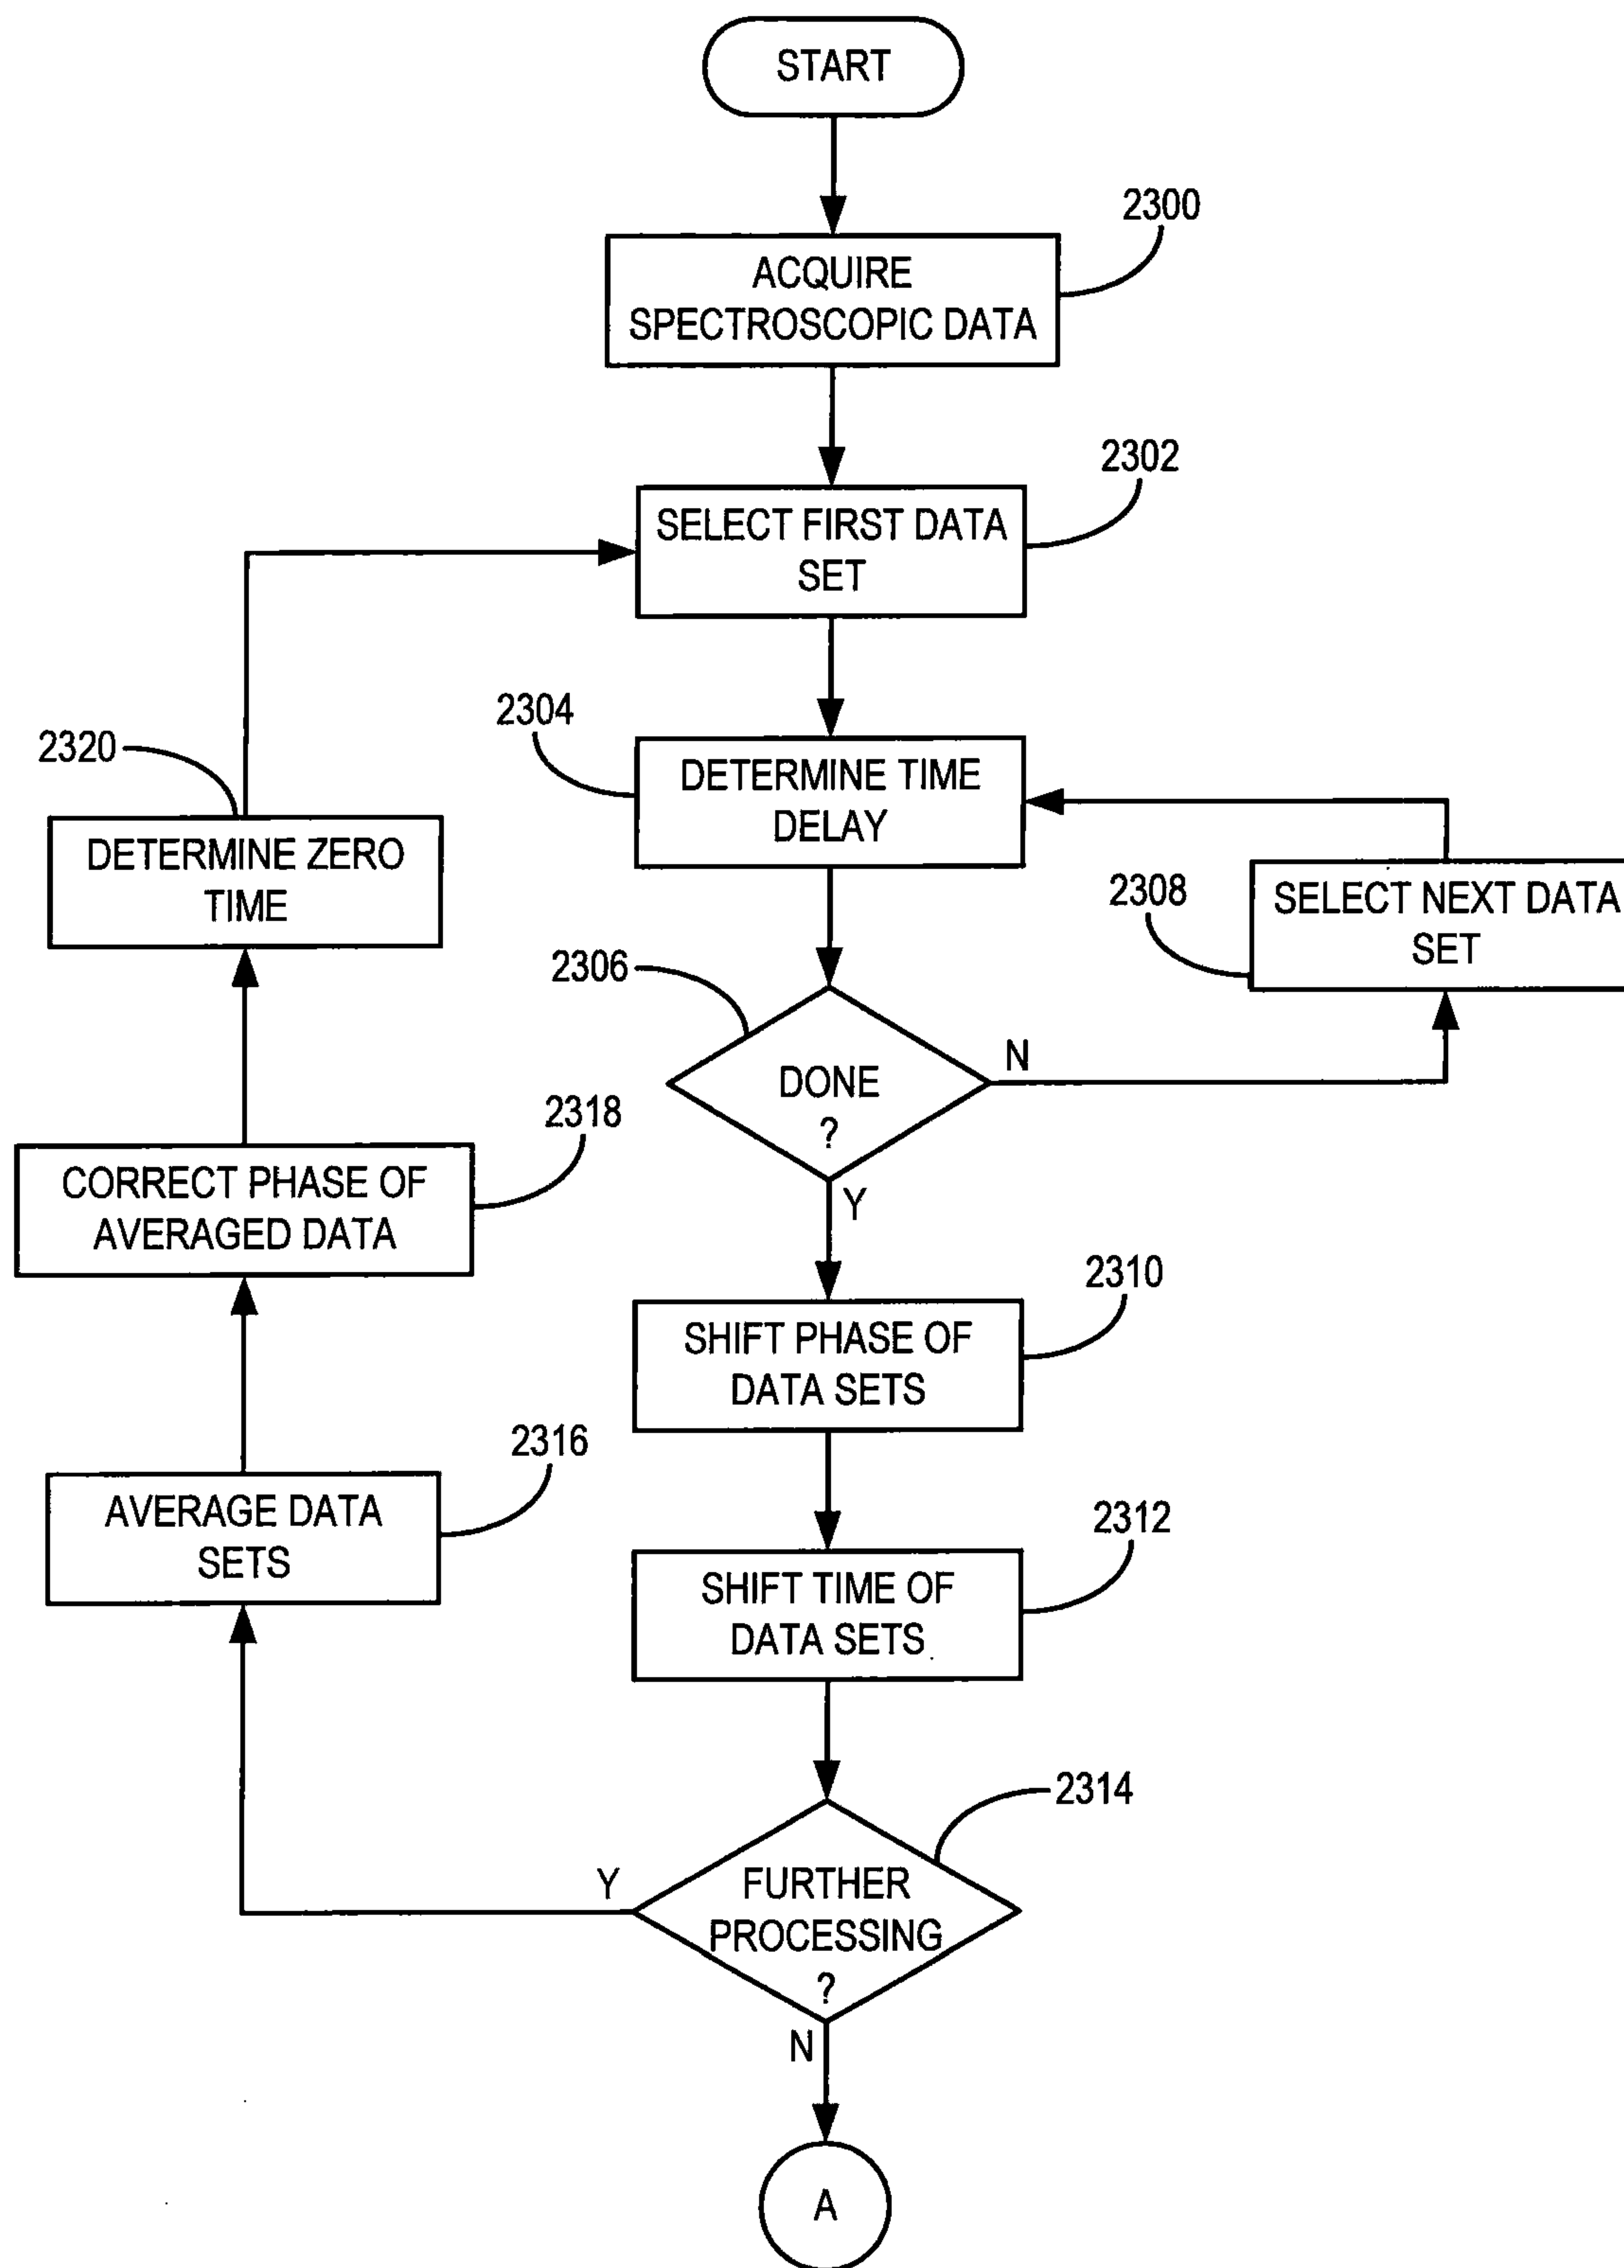 START
2300
ACQUIRE
SPECTROSCOPIC DATA
2302
SELECT FIRST DATA
SET
2304
DETERMINE TIME
DELAY
2320
DETERMINE ZERO
TIME
2308
SELECT NEXT DATA
SET
2306
DONE
?
N
Y
2318
CORRECT PHASE OF
AVERAGED DATA
2310
SHIFT PHASE OF
DATA SETS
2316
AVERAGE DATA
SETS
2312
SHIFT TIME OF
DATA SETS
2314
FURTHER
PROCESSING
?
Y
N
A